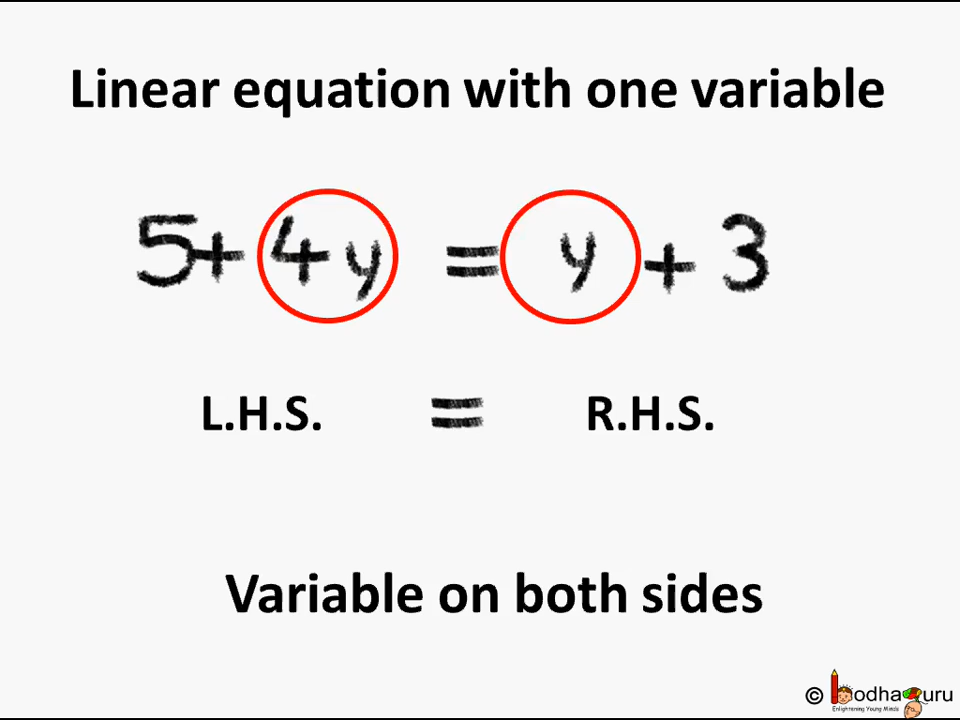 Linear equation with one variable
5+ 4y = y + 3
L.H.S. = R.H.S.
Variable on both sides
© bodhaguru
Enlightening Young Minds